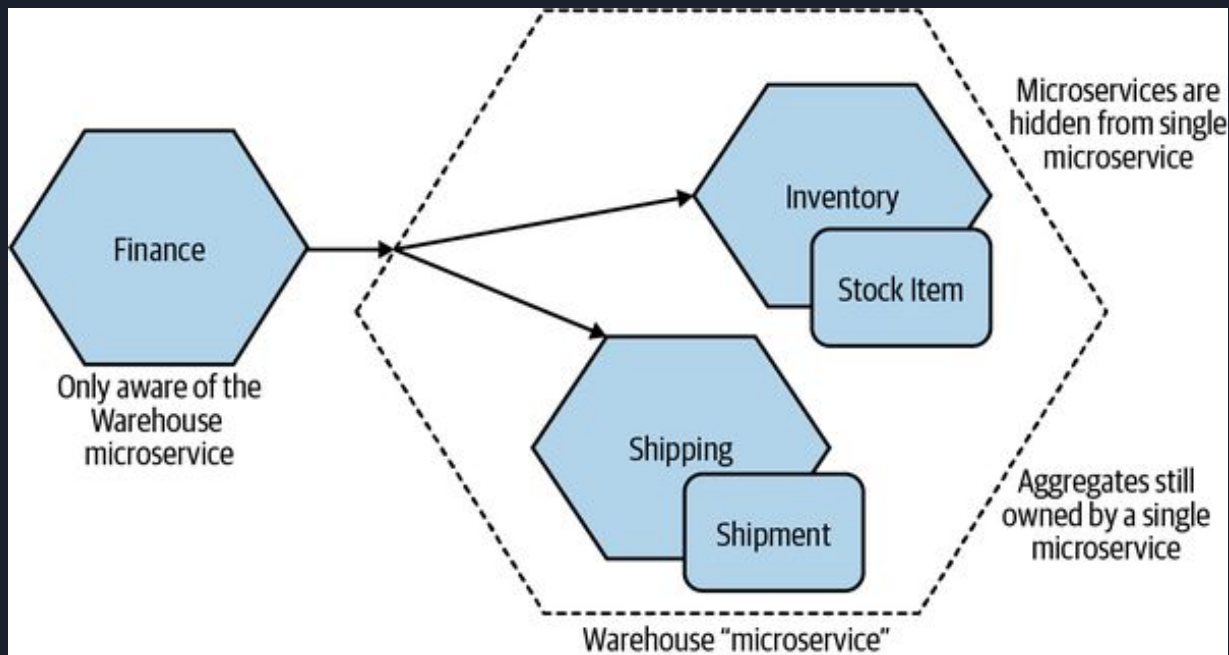 Finance
Only aware of the
Warehouse
microservice
Microservices are
hidden from single
microservice
Inventory
Stock Item
Shipping
Shipment
Aggregates still
owned by a single
microservice
Warehouse “microservice”